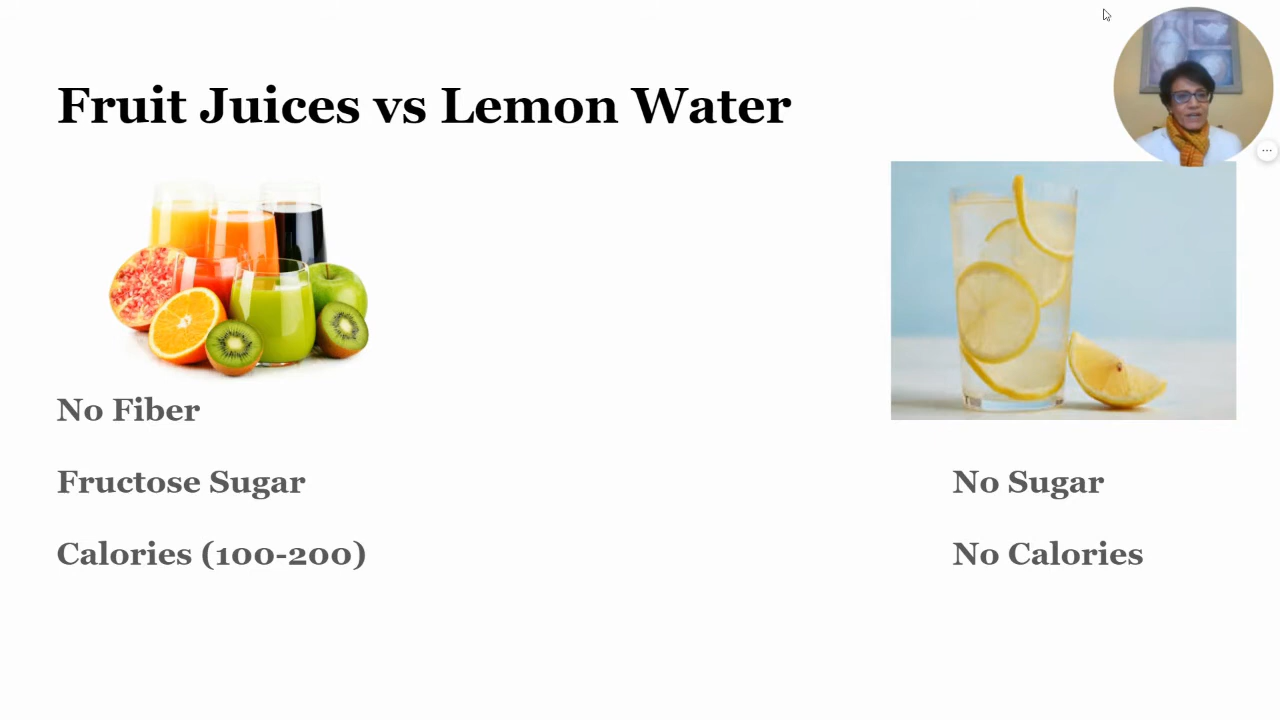 Fruit Juices vs Lemon Water
No Fiber
Fructose Sugar
No Sugar
Calories (100-200)
No Calories